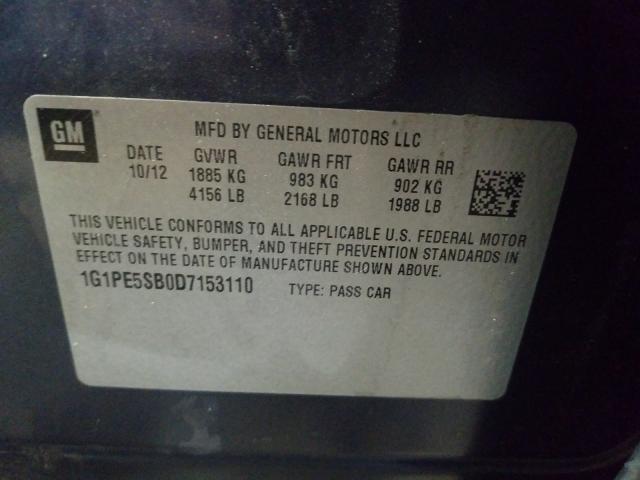 GM
MFD BY GENERAL MOTORS LLC
DATE GVWR GAWR FRT GAWR RR
10/12 1885 KG 983 KG 902 KG
4156 LB 2168 LB 1988 LB
THIS VEHICLE CONFORMS TO ALL APPLICABLE U.S. FEDERAL MOTOR
VEHICLE SAFETY, BUMPER, AND THEFT PREVENTION STANDARDS IN
EFFECT ON THE DATE OF MANUFACTURE SHOWN ABOVE.
1G1PE5SB0D7153110 TYPE: PASS CAR